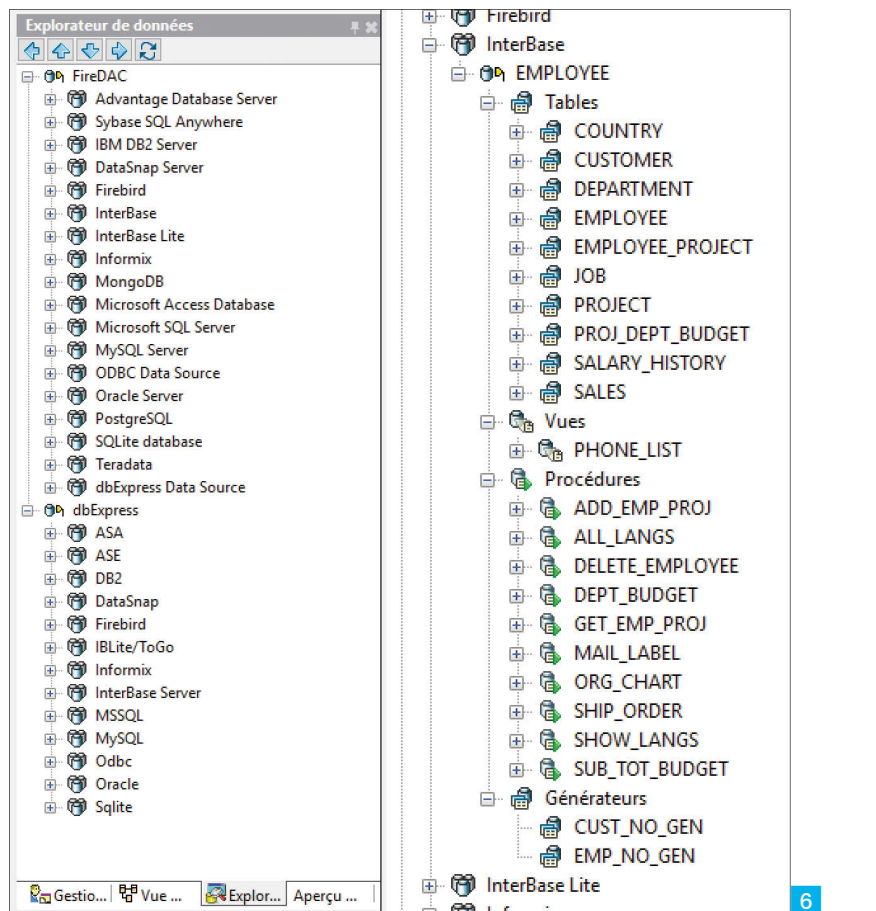 Explorateur de données
FireDAC
Advantage Database Server
Sybase SQL Anywhere
IBM DB2 Server
DataSnap Server
Firebird
InterBase
InterBase Lite
Informix
MongoDB
Microsoft Access Database
Microsoft SQL Server
MySQL Server
ODBC Data Source
Oracle Server
PostgreSQL
SQLite database
Teradata
dbExpress Data Source
dbExpress
ASA
ASE
DB2
DataSnap
Firebird
IBLite/ToGo
Informix
InterBase Server
MSSQL
MySQL
Odbc
Oracle
Sqlite
Gestio... Vue ... Explor... Aperçu ...
Firebird
InterBase
EMPLOYEE
Tables
COUNTRY
CUSTOMER
DEPARTMENT
EMPLOYEE
EMPLOYEE_PROJECT
JOB
PROJECT
PROJ_DEPT_BUDGET
SALARY_HISTORY
SALES
Vues
PHONE_LIST
Procédures
ADD_EMP_PROJ
ALL_LANGS
DELETE_EMPLOYEE
DEPT_BUDGET
GET_EMP_PROJ
MAIL_LABEL
ORG_CHART
SHIP_ORDER
SHOW_LANGS
SUB_TOT_BUDGET
Générateurs
CUST_NO_GEN
EMP_NO_GEN
InterBase Lite
6